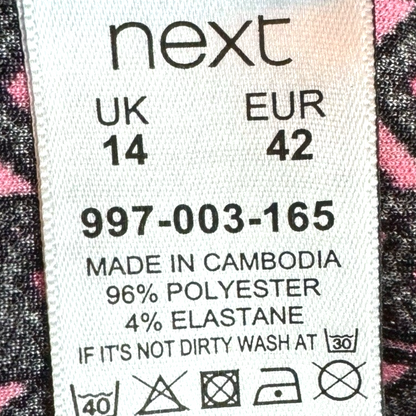 next
UK EUR
14 42
997-003-165
MADE IN CAMBODIA
96% POLYESTER
4% ELASTANE
IF IT'S NOT DIRTY WASH AT 30
40